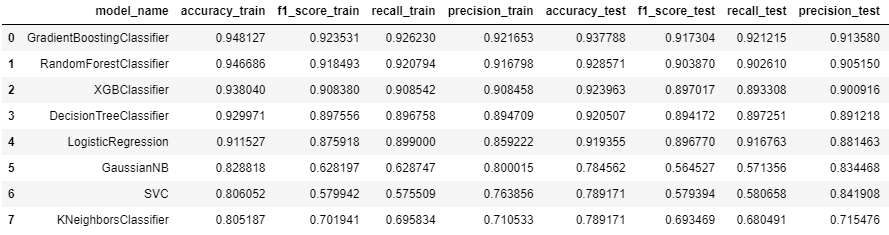 model_name accuracy_train f1_score_train recall_train precision_train accuracy_test f1_score_test recall_test precision_test
0 GradientBoostingClassifier 0.948127 0.923531 0.926230 0.921653 0.937788 0.917304 0.921215 0.913580
1 RandomForestClassifier 0.946686 0.918493 0.920794 0.916798 0.928571 0.903870 0.902610 0.905150
2 XGBClassifier 0.938040 0.908380 0.908542 0.908458 0.923963 0.897017 0.893308 0.900916
3 DecisionTreeClassifier 0.929971 0.897556 0.896758 0.894709 0.920507 0.894172 0.897251 0.891218
4 LogisticRegression 0.911527 0.875918 0.899000 0.859222 0.919355 0.896770 0.916763 0.881463
5 GaussianNB 0.828818 0.628197 0.628747 0.800015 0.784562 0.564527 0.571356 0.834468
6 SVC 0.806052 0.579942 0.575509 0.763856 0.789171 0.579394 0.580658 0.841908
7 KNeighborsClassifier 0.805187 0.701941 0.695834 0.710533 0.789171 0.693469 0.680491 0.715476